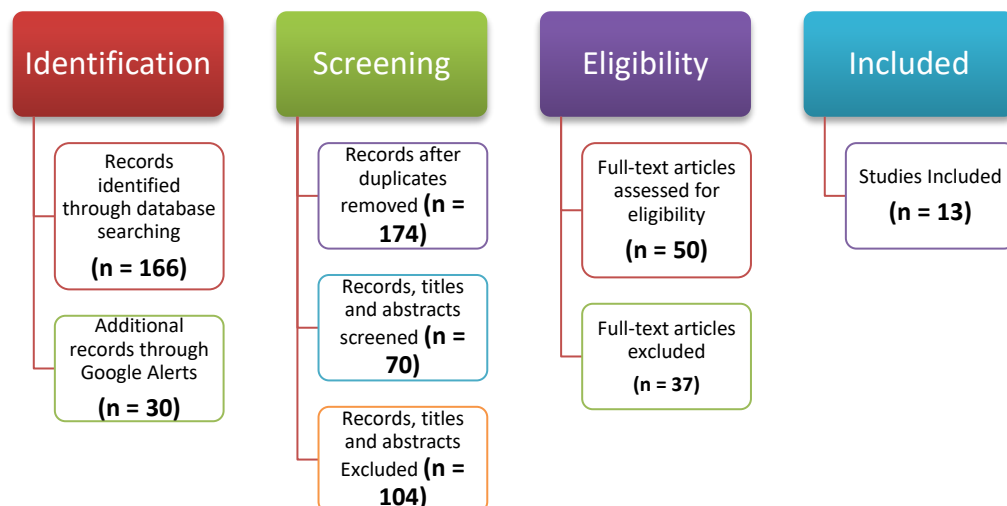 Identification
Records
identified
through database
searching
(n = 166)
Additional
records through
Google Alerts
(n = 30)
Screening
Records after
duplicates
removed (n =
174)
Records, titles
and abstracts
screened (n =
70)
Records, titles
and abstracts
Excluded (n =
104)
Eligibility
Full-text articles
assessed for
eligibility
(n = 50)
Full-text articles
excluded
(n = 37)
Included
Studies Included
(n = 13)